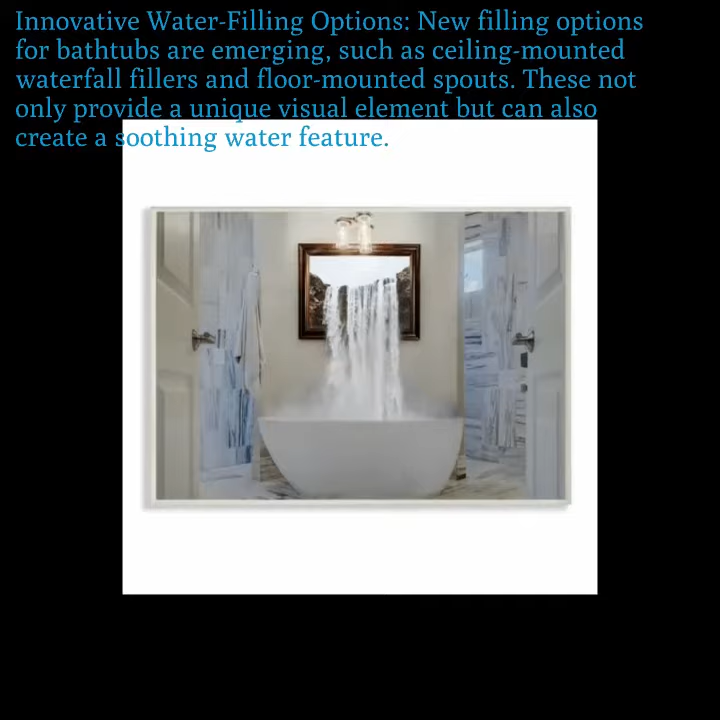 Innovative Water-Filling Options: New filling options
for bathtubs are emerging, such as ceiling-mounted
waterfall fillers and floor-mounted spouts. These not
only provide a unique visual element but can also
create a soothing water feature.